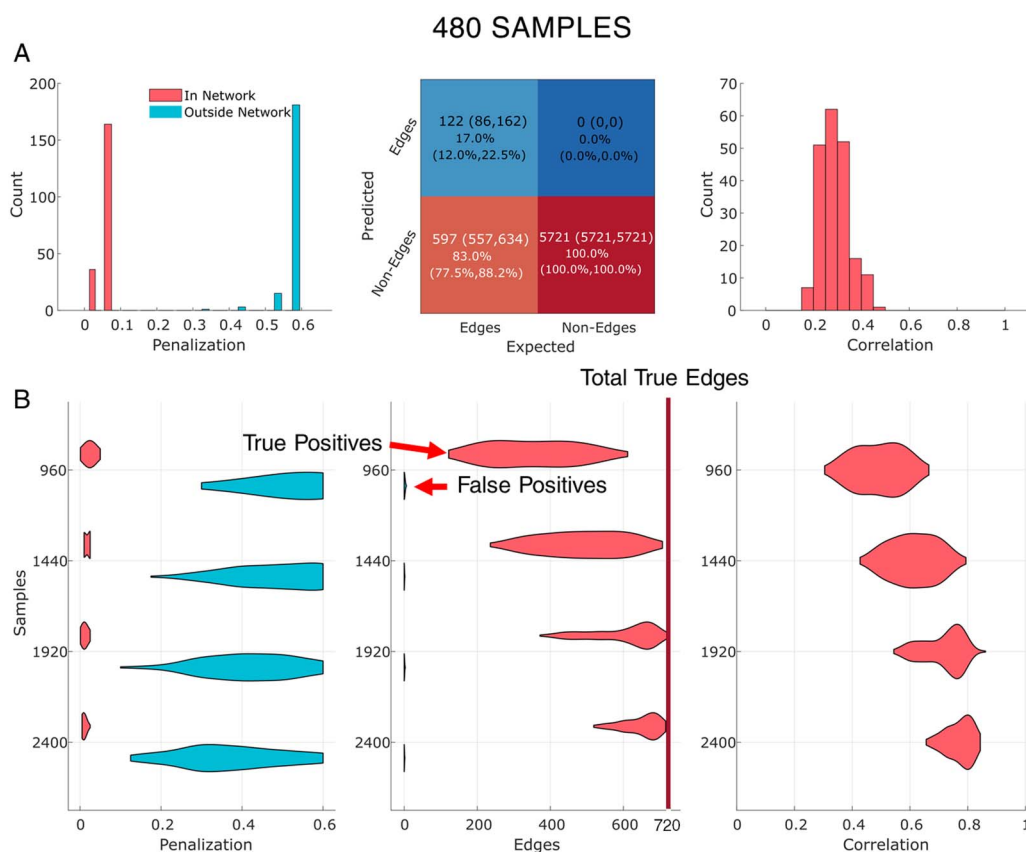 480 SAMPLES
A
200
150
100
50
0
Count
In Network
Outside Network
0
0.1
0.2
0.3
0.4
0.5
0.6
Penalization
Predicted
Edges
Non-Edges
122 (86,162)
17.0%
(12.0%,22.5%)
0 (0,0)
0.0%
(0.0%,0.0%)
597 (557,634)
83.0%
(77.5%,88.2%)
5721 (5721,5721)
100.0%
(100.0%,100.0%)
Edges
Non-Edges
Expected
70
60
50
40
30
20
10
0
Count
0
0.2
0.4
0.6
0.8
1
Correlation
Total True Edges
B
Samples
960
1440
1920
2400
0
0.2
0.4
0.6
Penalization
True Positives
False Positives
0
200
400
600
720
Edges
960
1440
1920
2400
0
0.2
0.4
0.6
0.8
1
Correlation